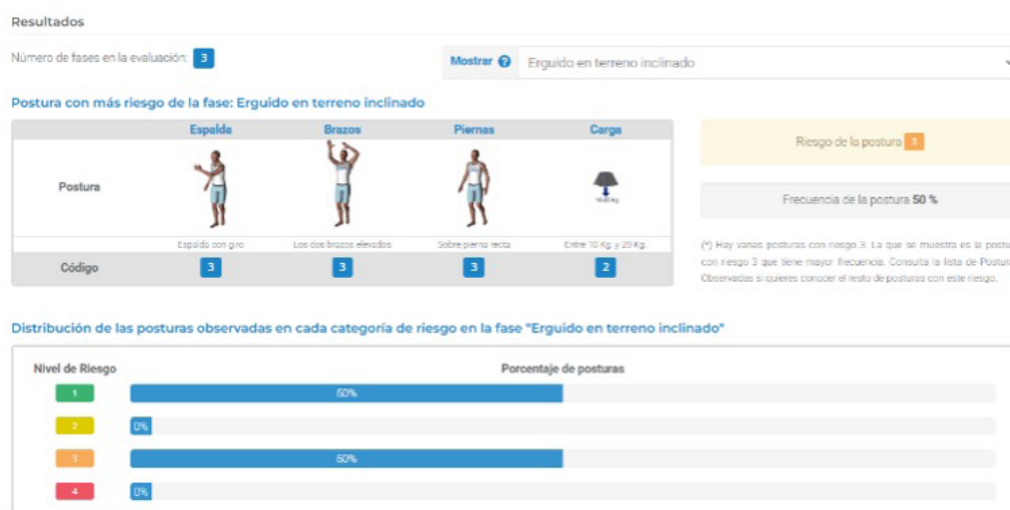 Resultados
Número de fases en la evaluación: 3
Mostrar ? Erguido en terreno inclinado
Postura con más riesgo de la fase: Erguido en terreno inclinado
Espalda Brazos Piernas Carga
Postura
Espalda con giro Los dos brazos elevados Sobre pierna recta Entre 10 Kg. y 20 Kg.
Código 3 3 3 2
Riesgo de la postura 3
Frecuencia de la postura 50 %
(*) Hay varias posturas con riesgo 3. La que se muestra es la postu
con riesgo 3 que tiene mayor frecuencia. Consulta la lista de Postur
Observadas si quieres conocer el resto de posturas con este riesgo.
Distribución de las posturas observadas en cada categoría de riesgo en la fase "Erguido en terreno inclinado"
Nivel de Riesgo Porcentaje de posturas
1 50%
2 0%
3 50%
4 0%